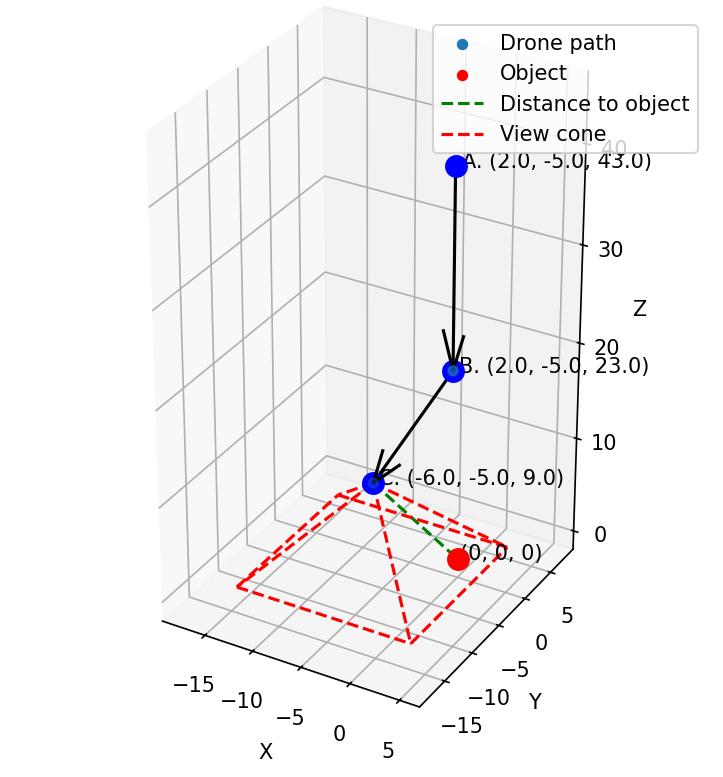 Drone path
Object
Distance to object
View cone
40
A. (2.0, -5.0, 43.0)
30
Z
20
B. (2.0, -5.0, 23.0)
10
C. (-6.0, -5.0, 9.0)
0
(0, 0, 0)
5
0
−5
−10
Y
−15
−15
−10
−5
0
5
X